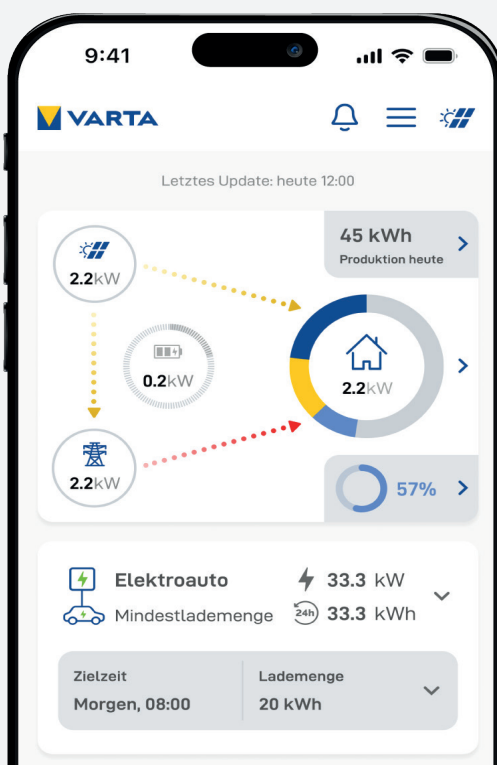 9:41
VARTA
Letztes Update: heute 12:00
45 kWh
Produktion heute
2.2kW
0.2kW
2.2kW
2.2kW
57%
Elektroauto
33.3 kW
Mindestlademenge
24h
33.3 kWh
Zielzeit
Lademenge
Morgen, 08:00
20 kWh